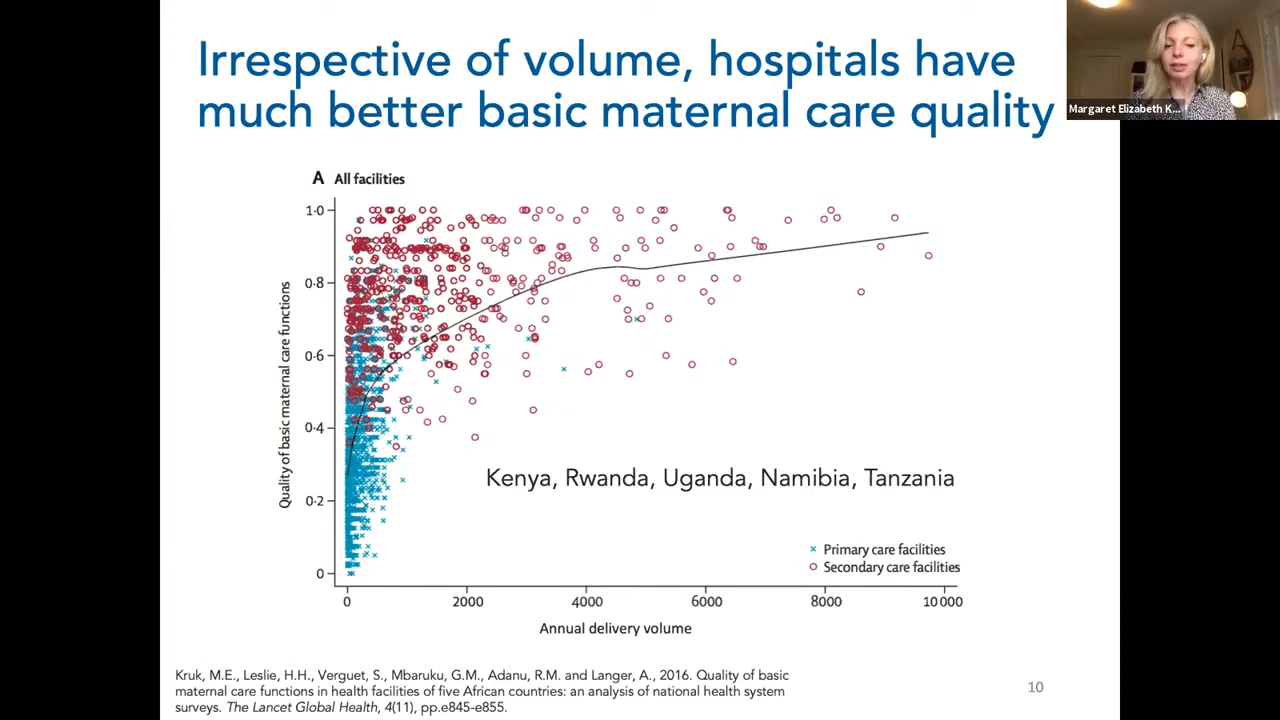 Irrespective of volume, hospitals have
much better basic maternal care quality
Margaret Elizabeth K...
A All facilities
Quality of basic maternal care functions
1·0
0·8
0·6
0·4
0·2
0
0 2000 4000 6000 8000 10 000
Annual delivery volume
Kenya, Rwanda, Uganda, Namibia, Tanzania
× Primary care facilities
○ Secondary care facilities
Kruk, M.E., Leslie, H.H., Verguet, S., Mbaruku, G.M., Adanu, R.M. and Langer, A., 2016. Quality of basic
maternal care functions in health facilities of five African countries: an analysis of national health system
surveys. The Lancet Global Health, 4(11), pp.e845-e855.
10